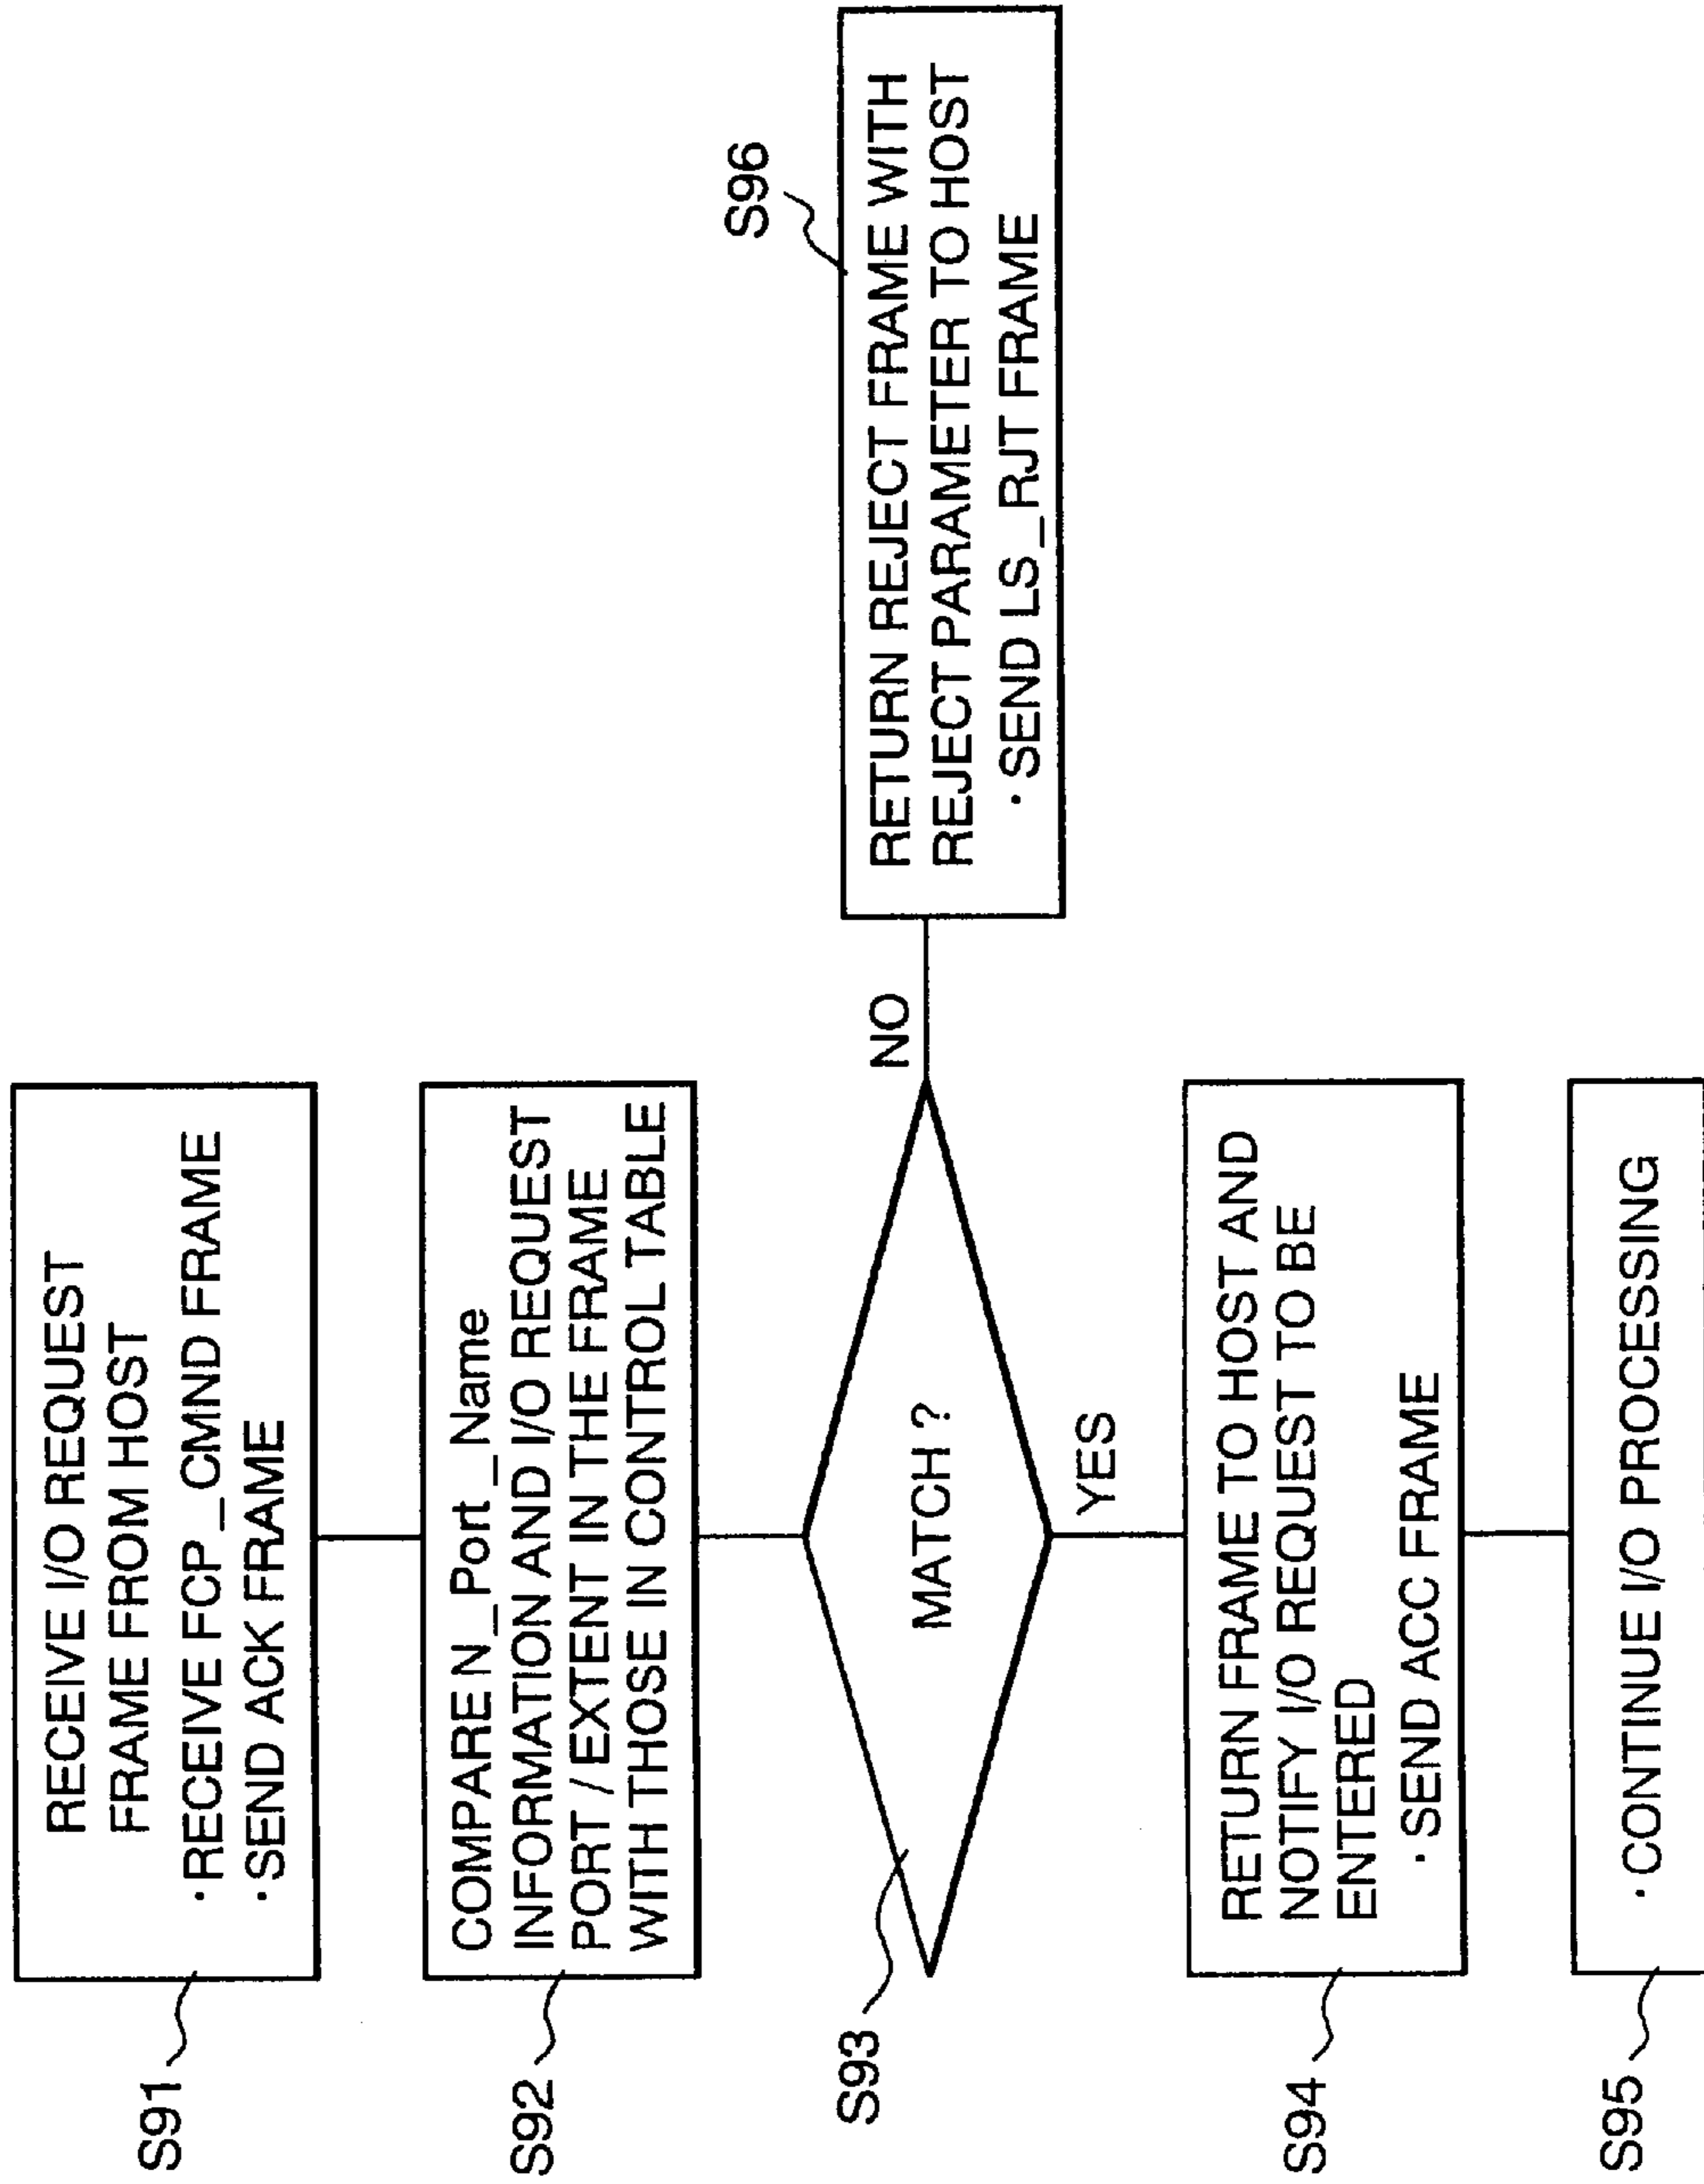 S91
RECEIVE I/O REQUEST
FRAME FROM HOST
·RECEIVE FCP_CMND FRAME
·SEND ACK FRAME
S92
COMPARE N_Port_Name
INFORMATION AND I/O REQUEST
PORT / EXTENT IN THE FRAME
WITH THOSE IN CONTROL TABLE
S93
MATCH ?
NO
YES
S96
RETURN REJECT FRAME WITH
REJECT PARAMETER TO HOST
·SEND LS_RJT FRAME
S94
RETURN FRAME TO HOST AND
NOTIFY I/O REQUEST TO BE
ENTERED
·SEND ACC FRAME
S95
·CONTINUE I/O PROCESSING